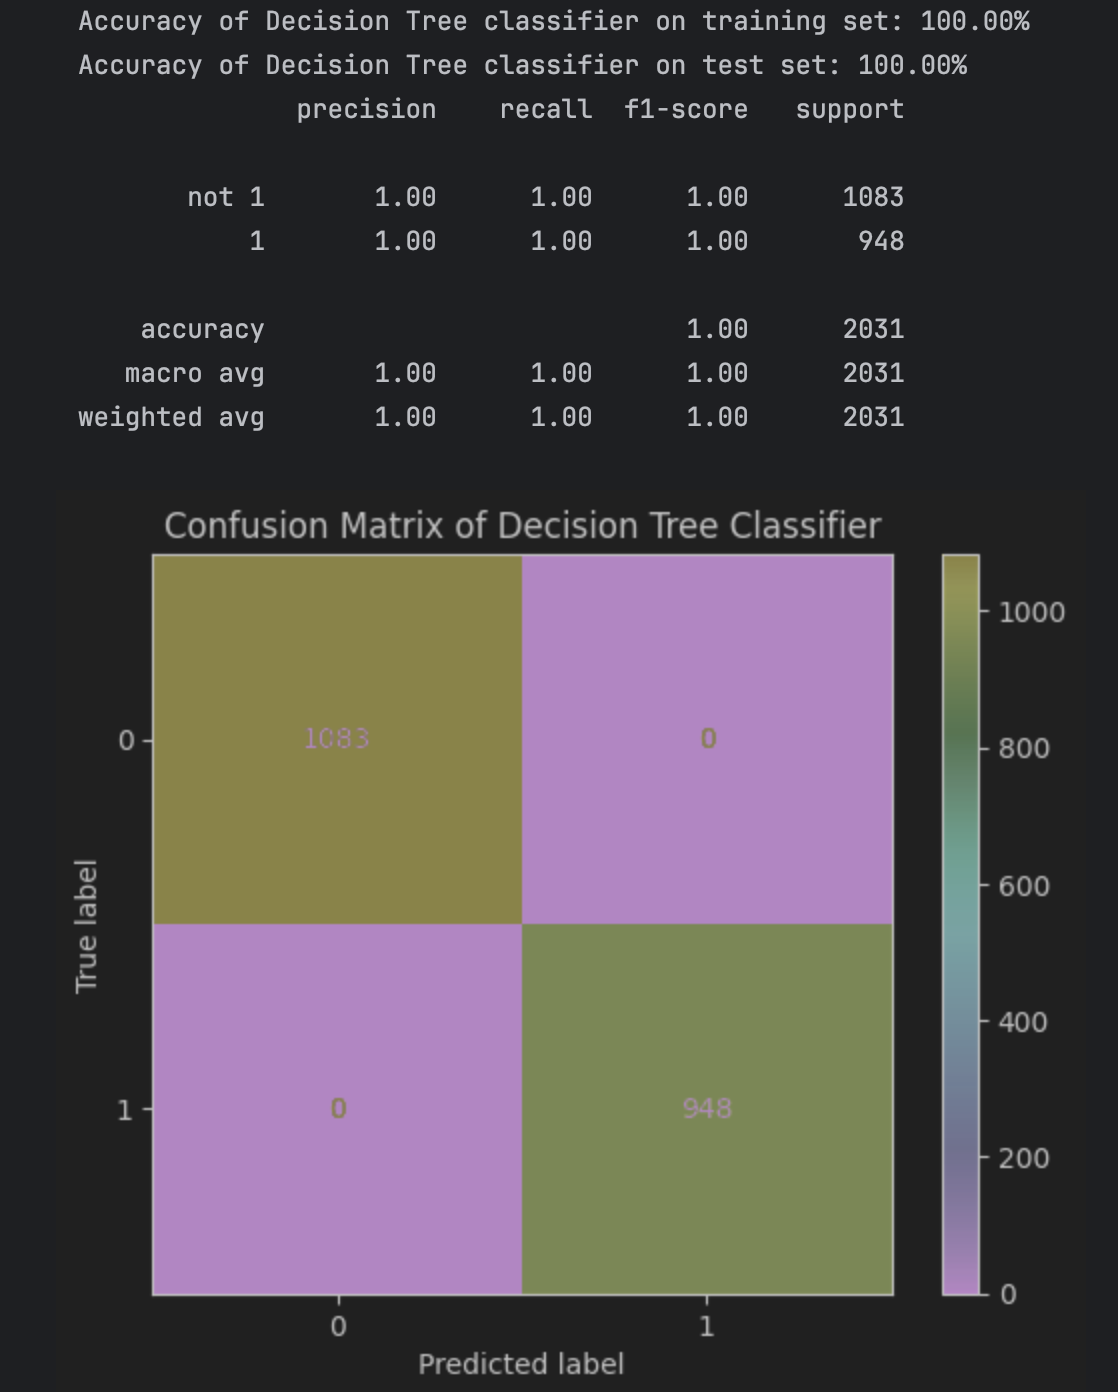 Accuracy of Decision Tree classifier on training set: 100.00%
Accuracy of Decision Tree classifier on test set: 100.00%
precision recall f1-score support
not 1 1.00 1.00 1.00 1083
1 1.00 1.00 1.00 948
accuracy 1.00 2031
macro avg 1.00 1.00 1.00 2031
weighted avg 1.00 1.00 1.00 2031
Confusion Matrix of Decision Tree Classifier
1000
0 1083 0
800
True label
600
400
1 0 948
200
0
0 1
Predicted label